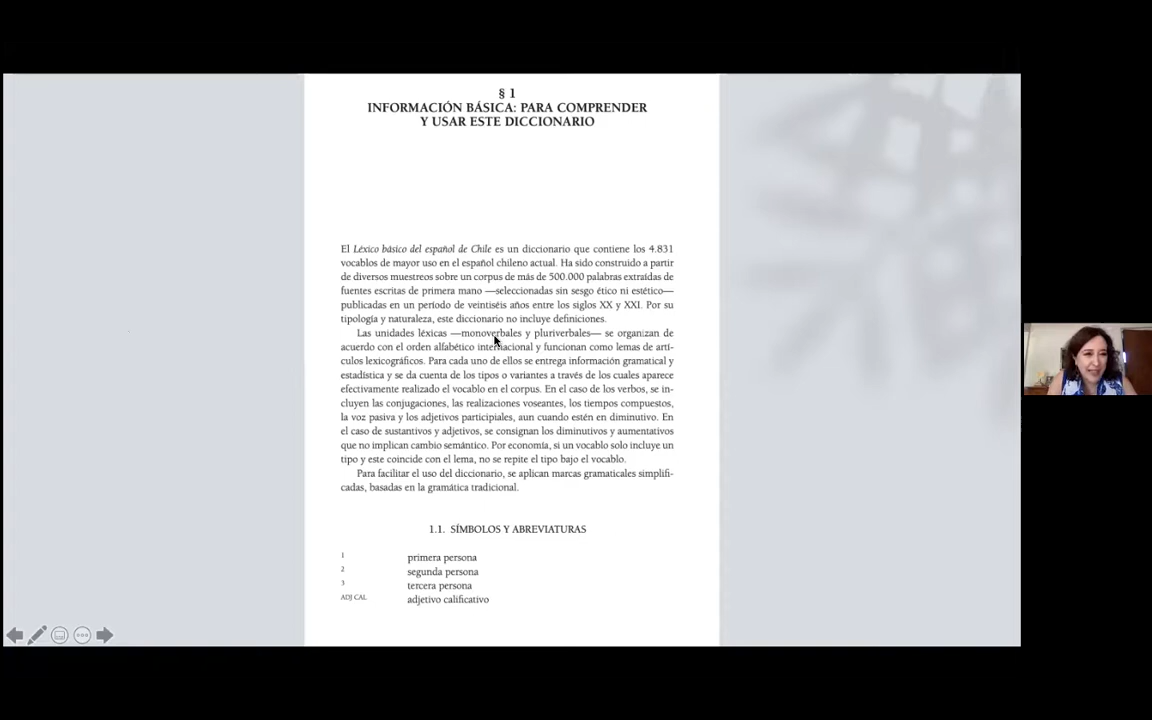 § 1
INFORMACIÓN BÁSICA: PARA COMPRENDER
Y USAR ESTE DICCIONARIO
El Léxico básico del español de Chile es un diccionario que contiene los 4.831
vocablos de mayor uso en el español chileno actual. Ha sido construido a partir
de diversos muestreos sobre un corpus de más de 500.000 palabras extraídas de
fuentes escritas de primera mano —seleccionadas sin sesgo ético ni estético—
publicadas en un período de veintiséis años entre los siglos XX y XXI. Por su
tipología y naturaleza, este diccionario no incluye definiciones.
Las unidades léxicas —monoverbales y pluriverbales— se organizan de
acuerdo con el orden alfabético internacional y funcionan como lemas de artí-
culos lexicográficos. Para cada uno de ellos se entrega información gramatical y
estadística y se da cuenta de los tipos o variantes a través de los cuales aparece
efectivamente realizado el vocablo en el corpus. En el caso de los verbos, se in-
cluyen las conjugaciones, las realizaciones voseantes, los tiempos compuestos,
la voz pasiva y los adjetivos participiales, aun cuando estén en diminutivo. En
el caso de sustantivos y adjetivos, se consignan los diminutivos y aumentativos
que no implican cambio semántico. Por economía, si un vocablo solo incluye un
tipo y este coincide con el lema, no se repite el tipo bajo el vocablo.
Para facilitar el uso del diccionario, se aplican marcas gramaticales simplifi-
cadas, basadas en la gramática tradicional.
1.1. SÍMBOLOS Y ABREVIATURAS
1 primera persona
2 segunda persona
3 tercera persona
ADJ CAL adjetivo calificativo